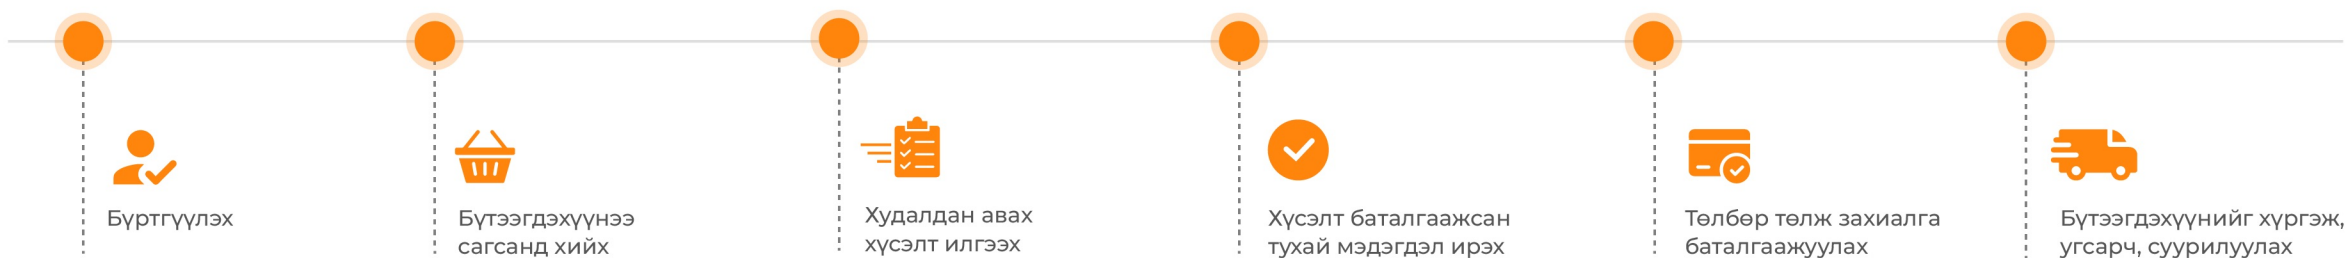 Бүртгүүлэх
Бүтээгдэхүүнээ
сагсанд хийх
Худалдан авах
хүсэлт илгээх
Хүсэлт баталгаажсан
тухай мэдэгдэл ирэх
Төлбөр төлж захиалга
баталгаажуулах
Бүтээгдэхүүнийг хүргэж,
угсарч, суурилуулах